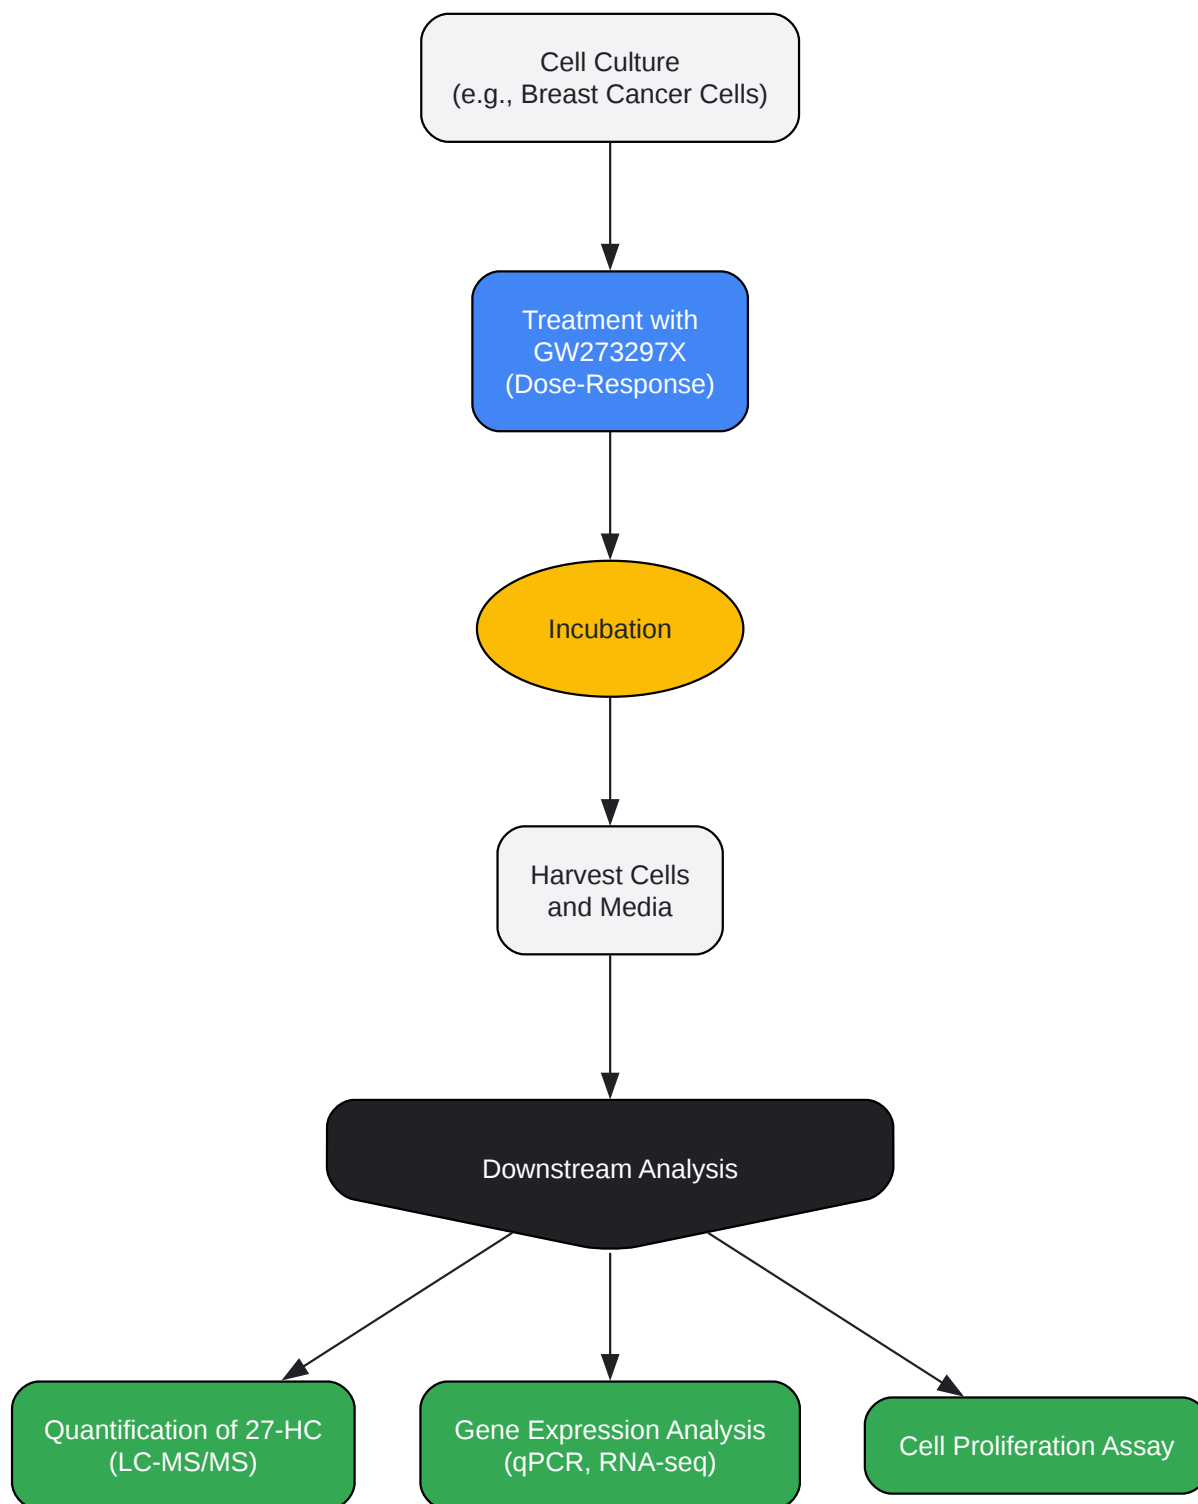 Cell Culture
(e.g., Breast Cancer Cells)
Treatment with
GW273297X
(Dose-Response)
Incubation
Harvest Cells
and Media
Downstream Analysis
Quantification of 27-HC
(LC-MS/MS)
Gene Expression Analysis
(qPCR, RNA-seq)
Cell Proliferation Assay